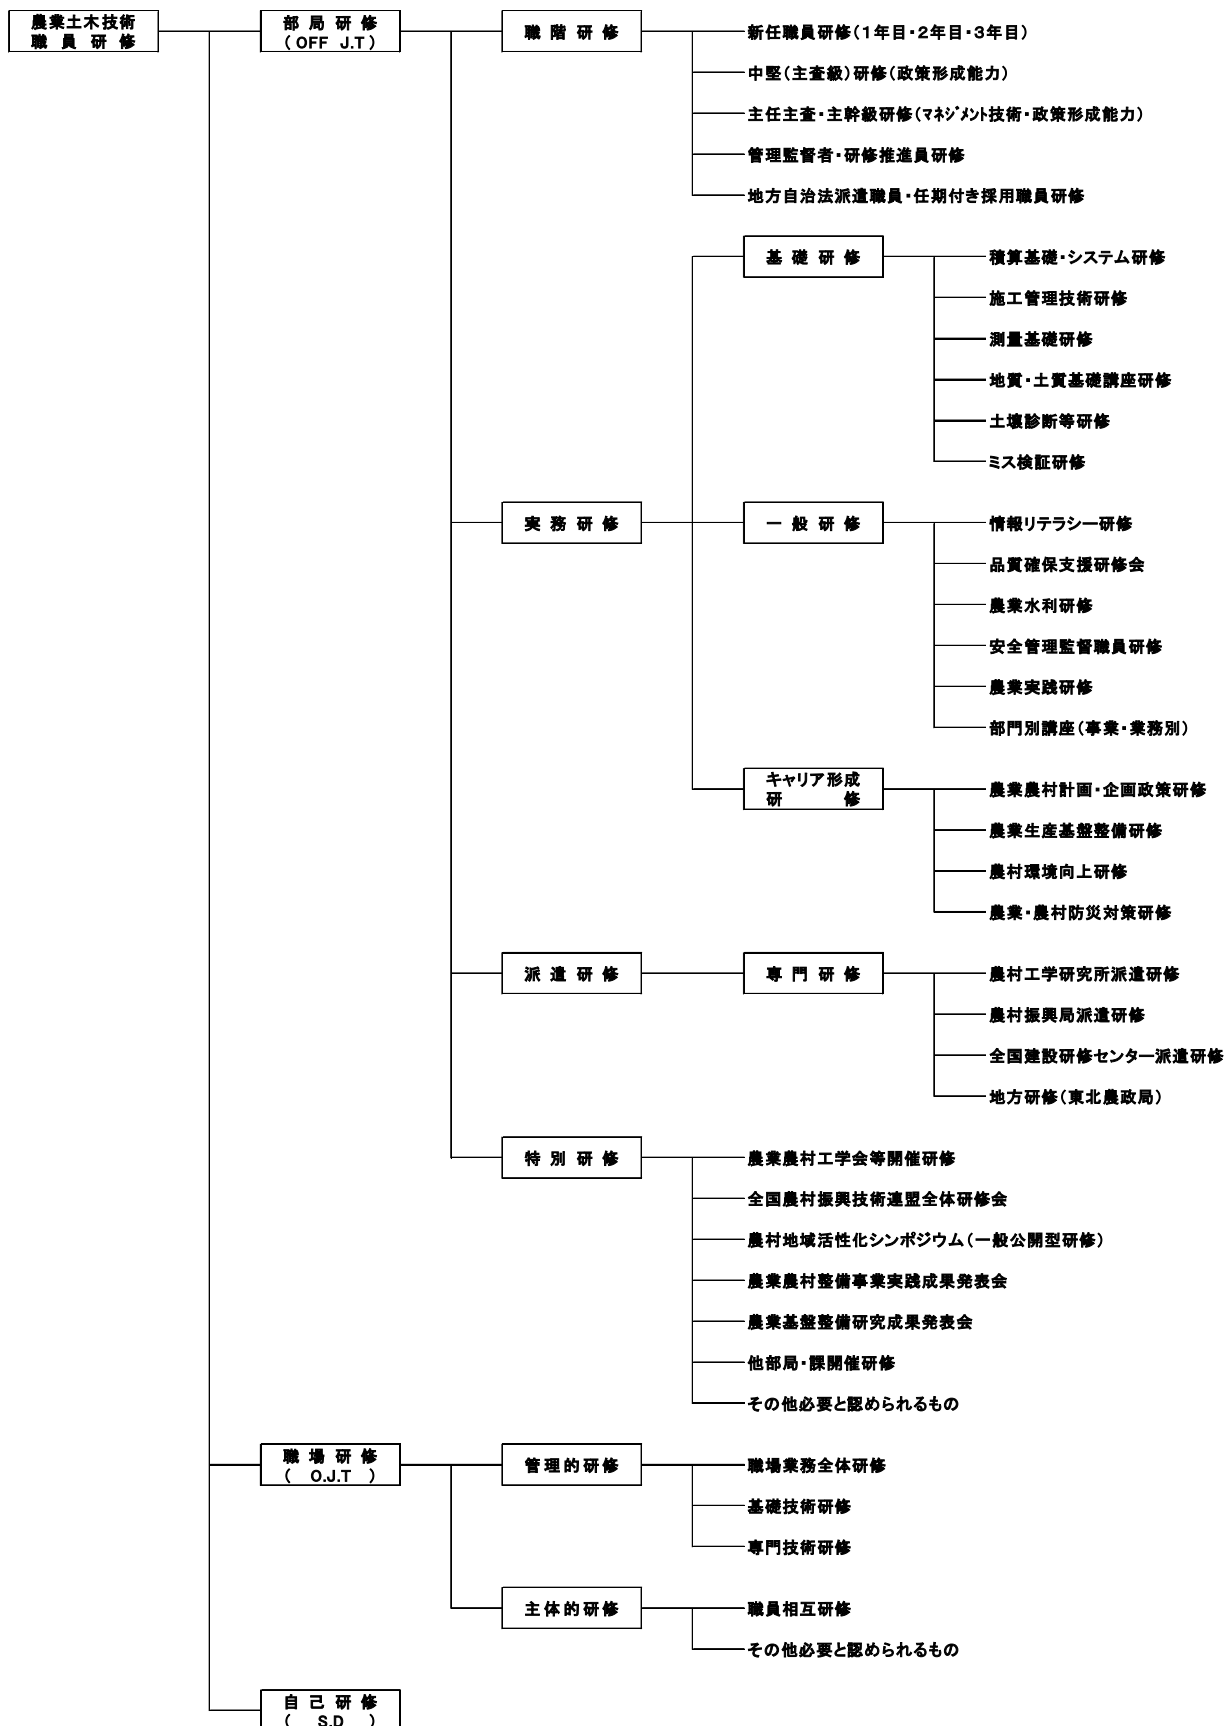 農業土木技術
職員研修
部局研修
(OFF J.T)
職階研修
新任職員研修(1年目・2年目・3年目)
中堅(主査級)研修(政策形成能力)
主任主査・主幹級研修(ﾏﾈｼﾞﾒﾝﾄ技術・政策形成能力)
管理監督者・研修推進員研修
地方自治法派遣職員・任期付き採用職員研修
実務研修
基礎研修
積算基礎・システム研修
施工管理技術研修
測量基礎研修
地質・土質基礎講座研修
土壌診断等研修
ミス検証研修
一般研修
情報リテラシー研修
品質確保支援研修会
農業水利研修
安全管理監督職員研修
農業実践研修
部門別講座(事業・業務別)
キャリア形成
研修
農業農村計画・企画政策研修
農業生産基盤整備研修
農村環境向上研修
農業・農村防災対策研修
派遣研修
専門研修
農村工学研究所派遣研修
農村振興局派遣研修
全国建設研修センター派遣研修
地方研修(東北農政局)
特別研修
農業農村工学会等開催研修
全国農村振興技術連盟全体研修会
農村地域活性化シンポジウム(一般公開型研修)
農業農村整備事業実践成果発表会
農業基盤整備研究成果発表会
他部局・課開催研修
その他必要と認められるもの
職場研修
( O.J.T )
管理的研修
職場業務全体研修
基礎技術研修
専門技術研修
主体的研修
職員相互研修
その他必要と認められるもの
自己研修
( S.D )